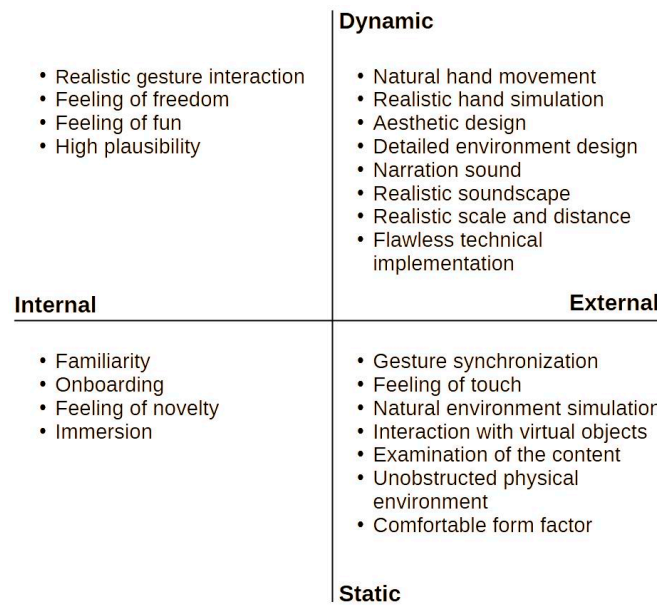 Dynamic
• Realistic gesture interaction
• Feeling of freedom
• Feeling of fun
• High plausibility
• Natural hand movement
• Realistic hand simulation
• Aesthetic design
• Detailed environment design
• Narration sound
• Realistic soundscape
• Realistic scale and distance
• Flawless technical
implementation
Internal
External
• Familiarity
• Onboarding
• Feeling of novelty
• Immersion
• Gesture synchronization
• Feeling of touch
• Natural environment simulation
• Interaction with virtual objects
• Examination of the content
• Unobstructed physical
environment
• Comfortable form factor
Static